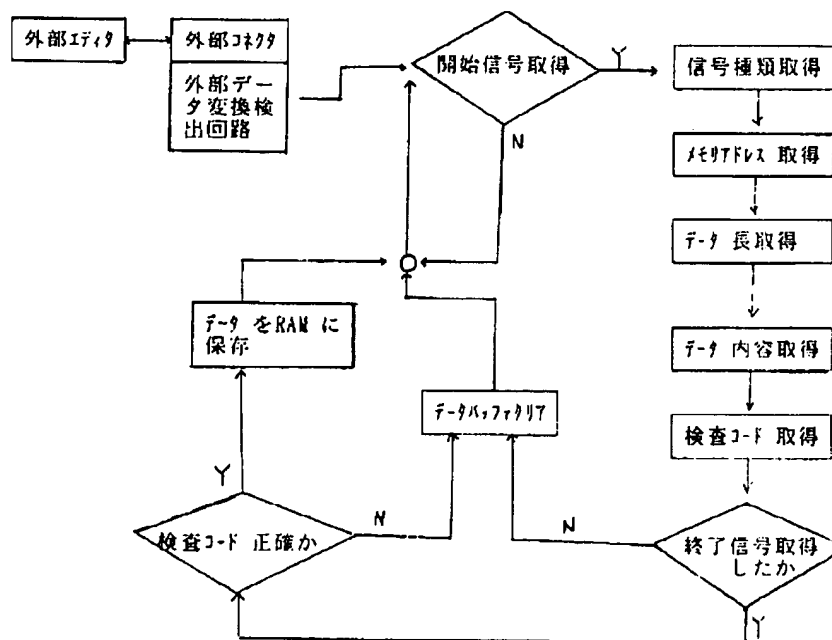 外部エディタ
外部コネクタ
外部デー
タ変換検
出回路
開始信号取得
Y
N
信号種類取得
メモリアドレス 取得
データ 長取得
データ 内容取得
検査コード 取得
終了信号取得
したか
N
Y
データバッファクリア
検査コード 正確か
Y
N
データ をRAM に
保存